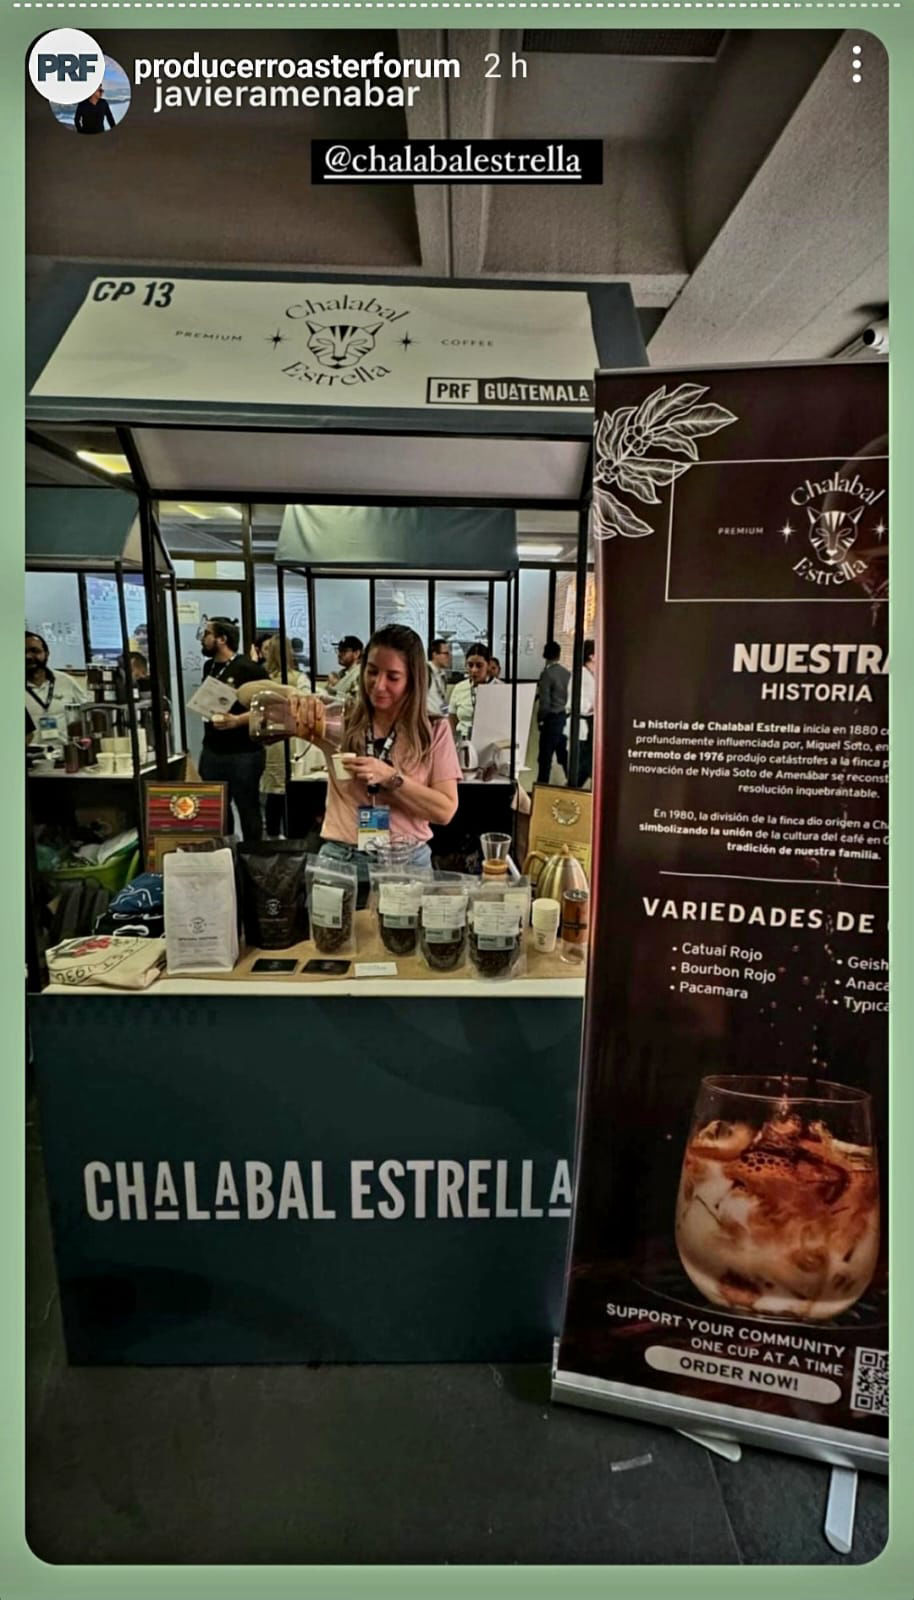 PRF
producerroasterforum 2 h
javieramenabar
@chalabalestrella
CP 13
Chalabal
PREMIUM
COFFEE
Estrella
PRF GUATEMALA
Chalabal
PREMIUM
Estrella
NUESTRA
HISTORIA
La historia de Chalabal Estrella inicia en 1880
profundamente influenciada por, Miguel Soto, en
terremoto de 1976 produjo catástrofes a la finca
innovación de Nydia Soto de Amenábar se
resolución inquebrantable.
En 1980, la división de la finca dio origen a
simbolizando la unión de la cultura del café en
tradición de nuestra familia.
VARIEDADES DE
• Catuaí Rojo
• Bourbon Rojo
• Pacamara
• Geish
• Anaca
• Typica
CHALABAL ESTRELLA
SUPPORT YOUR COMMUNITY
ONE CUP AT A TIME
ORDER NOW!